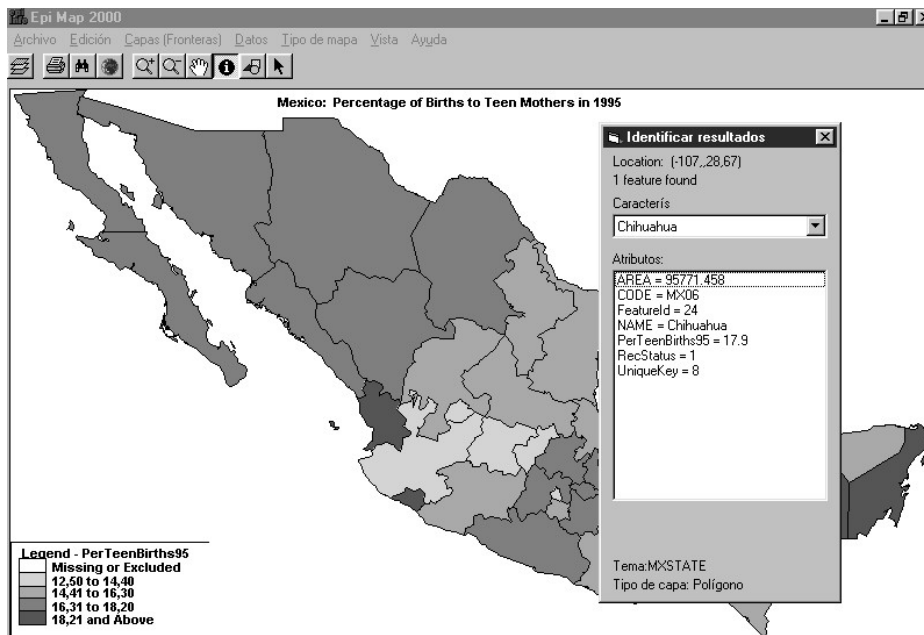 Epi Map 2000
Archivo Edición Capas (Fronteras) Datos Tipo de mapa Vista Ayuda
Mexico: Percentage of Births to Teen Mothers in 1995
Identificar resultados
Location: (-107,,28,67)
1 feature found
Caracterís
Chihuahua
Atributos:
AREA = 95771.458
CODE = MX06
FeatureId = 24
NAME = Chihuahua
PerTeenBirths95 = 17.9
RecStatus = 1
UniqueKey = 8
Tema:MXSTATE
Tipo de capa: Polígono
Legend - PerTeenBirths95
Missing or Excluded
12,50 to 14,40
14,41 to 16,30
16,31 to 18,20
18,21 and Above